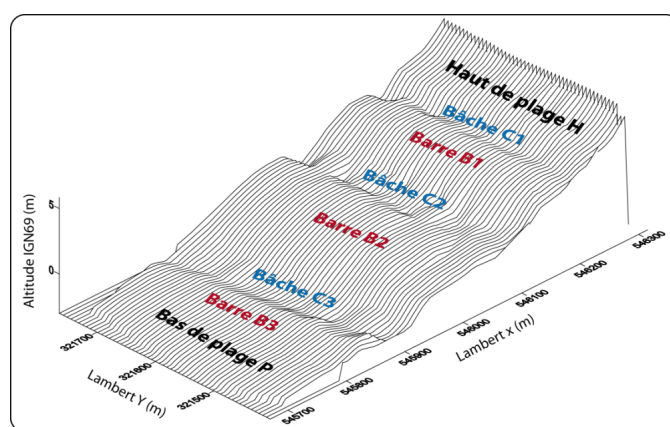 Haut de plage H
Bâche C1
Barre B1
Bâche C2
Barre B2
Bâche C3
Barre B3
Bas de plage P
Altitude IGN69 (m)
5
0
321700
321600
321500
Lambert Y (m)
545700
545800
545900
546000
546100
546200
546300
Lambert x (m)